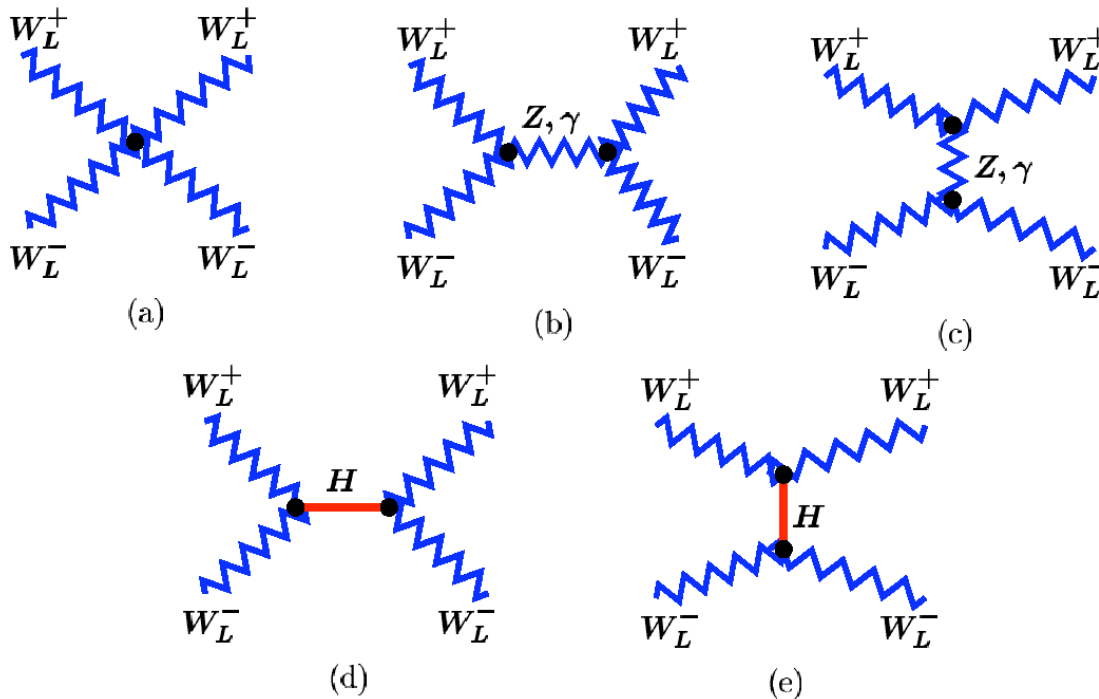 W_L^+ W_L^+
W_L^- W_L^-
(a)
W_L^+ W_L^+
Z, γ
W_L^- W_L^-
(b)
W_L^+ W_L^+
Z, γ
W_L^- W_L^-
(c)
W_L^+ W_L^+
H
W_L^- W_L^-
(d)
W_L^+ W_L^+
H
W_L^- W_L^-
(e)